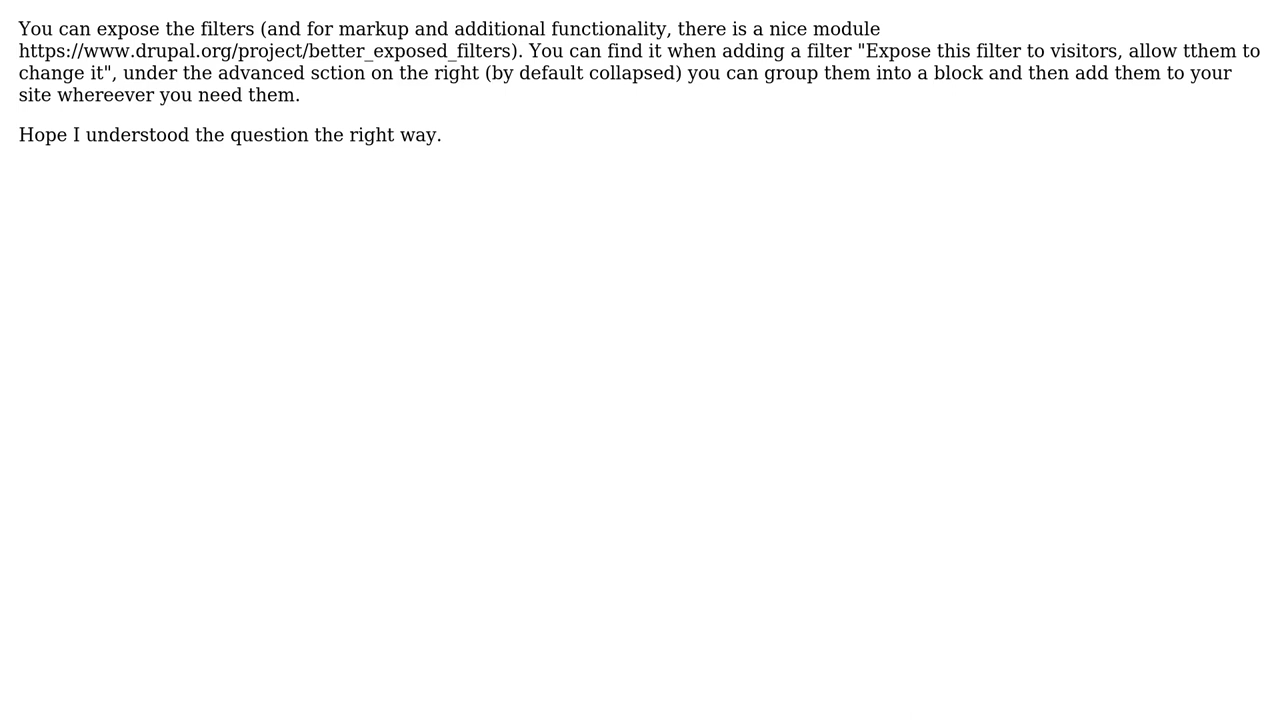 You can expose the filters (and for markup and additional functionality, there is a nice module
https://www.drupal.org/project/better_exposed_filters). You can find it when adding a filter "Expose this filter to visitors, allow tthem to
change it", under the advanced sction on the right (by default collapsed) you can group them into a block and then add them to your
site whereever you need them.
Hope I understood the question the right way.